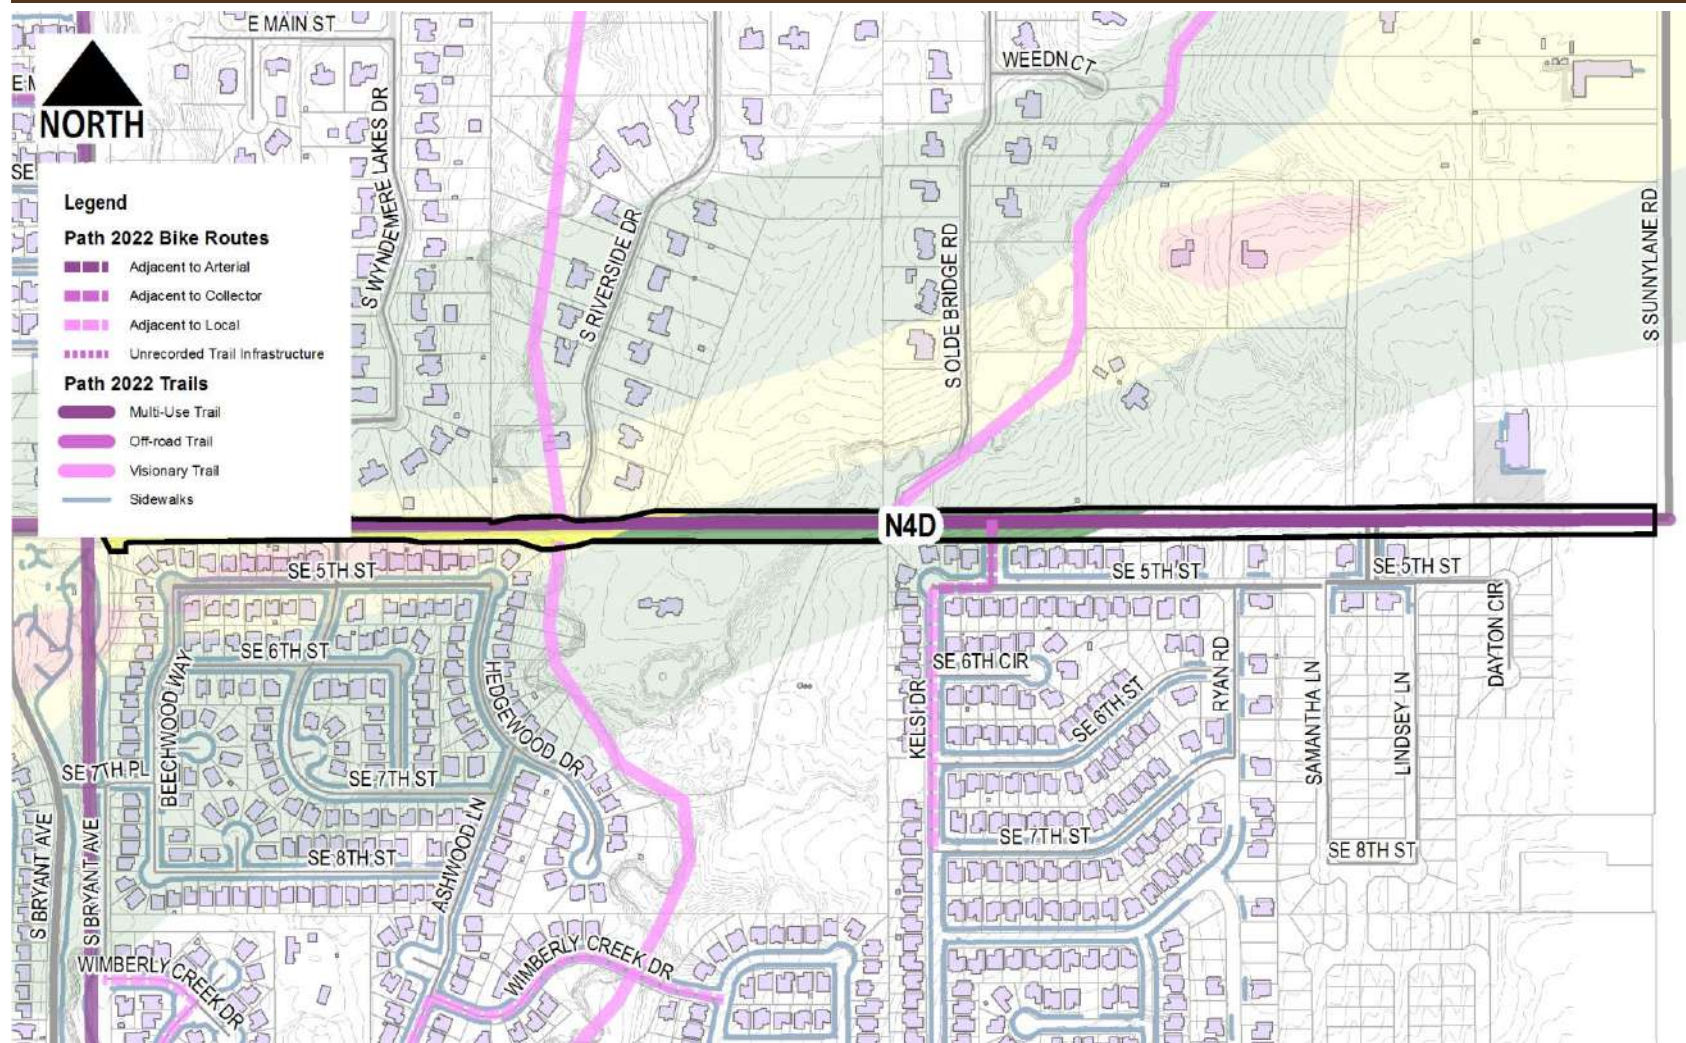 E MAIN ST
WEEDN CT
E M
NORTH
SE
S WYNDEMERE LAKES DR
S RIVERSIDE DR
S OLDE BRIDGE RD
S SUNNYLANE RD
Legend
Path 2022 Bike Routes
Adjacent to Arterial
Adjacent to Collector
Adjacent to Local
Unrecorded Trail Infrastructure
Path 2022 Trails
Multi-Use Trail
Off-road Trail
Visionary Trail
Sidewalks
N4D
SE 5TH ST
SE 5TH ST
SE 5TH ST
DAYTON CIR
SE 6TH ST
SE 6TH CIR
BEECHWOOD WAY
HEDGEWOOD DR
KELSI DR
SE 6TH ST
RYAN RD
SAMANTHA LN
LINDSEY LN
SE 7TH PL
SE 7TH ST
SE 7TH ST
S BRYANT AVE
S BRYANT AVE
SE 8TH ST
ASHWOOD LN
SE 8TH ST
WIMBERLY CREEK DR
WIMBERLY CREEK DR